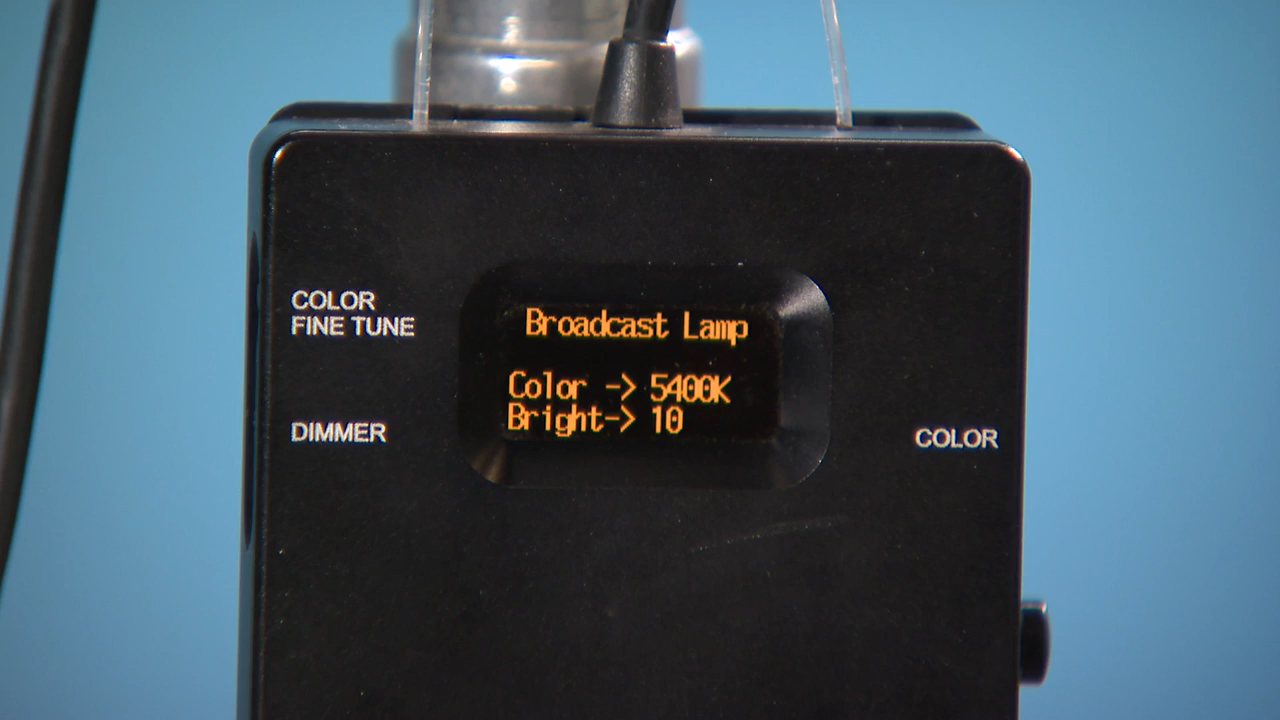 COLOR
FINE TUNE
DIMMER
Broadcast Lamp
Color -> 5400K
Bright-> 10
COLOR